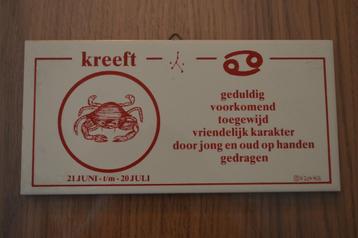 kreeft
geduldig
voorkomend
toegewijd
vriendelijk karakter
door jong en oud op handen
gedragen
21 JUNI - t/m - 20 JULI